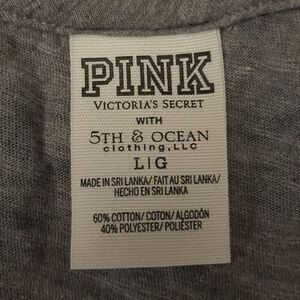 PINK
VICTORIA'S SECRET
WITH
5TH & OCEAN
clothing, LLC
L|G
MADE IN SRI LANKA/ FAIT AU SRI LANKA/
HECHO EN SRI LANKA
60% COTTON/ COTON/ ALGODÓN
40% POLYESTER/ POLIÉSTER